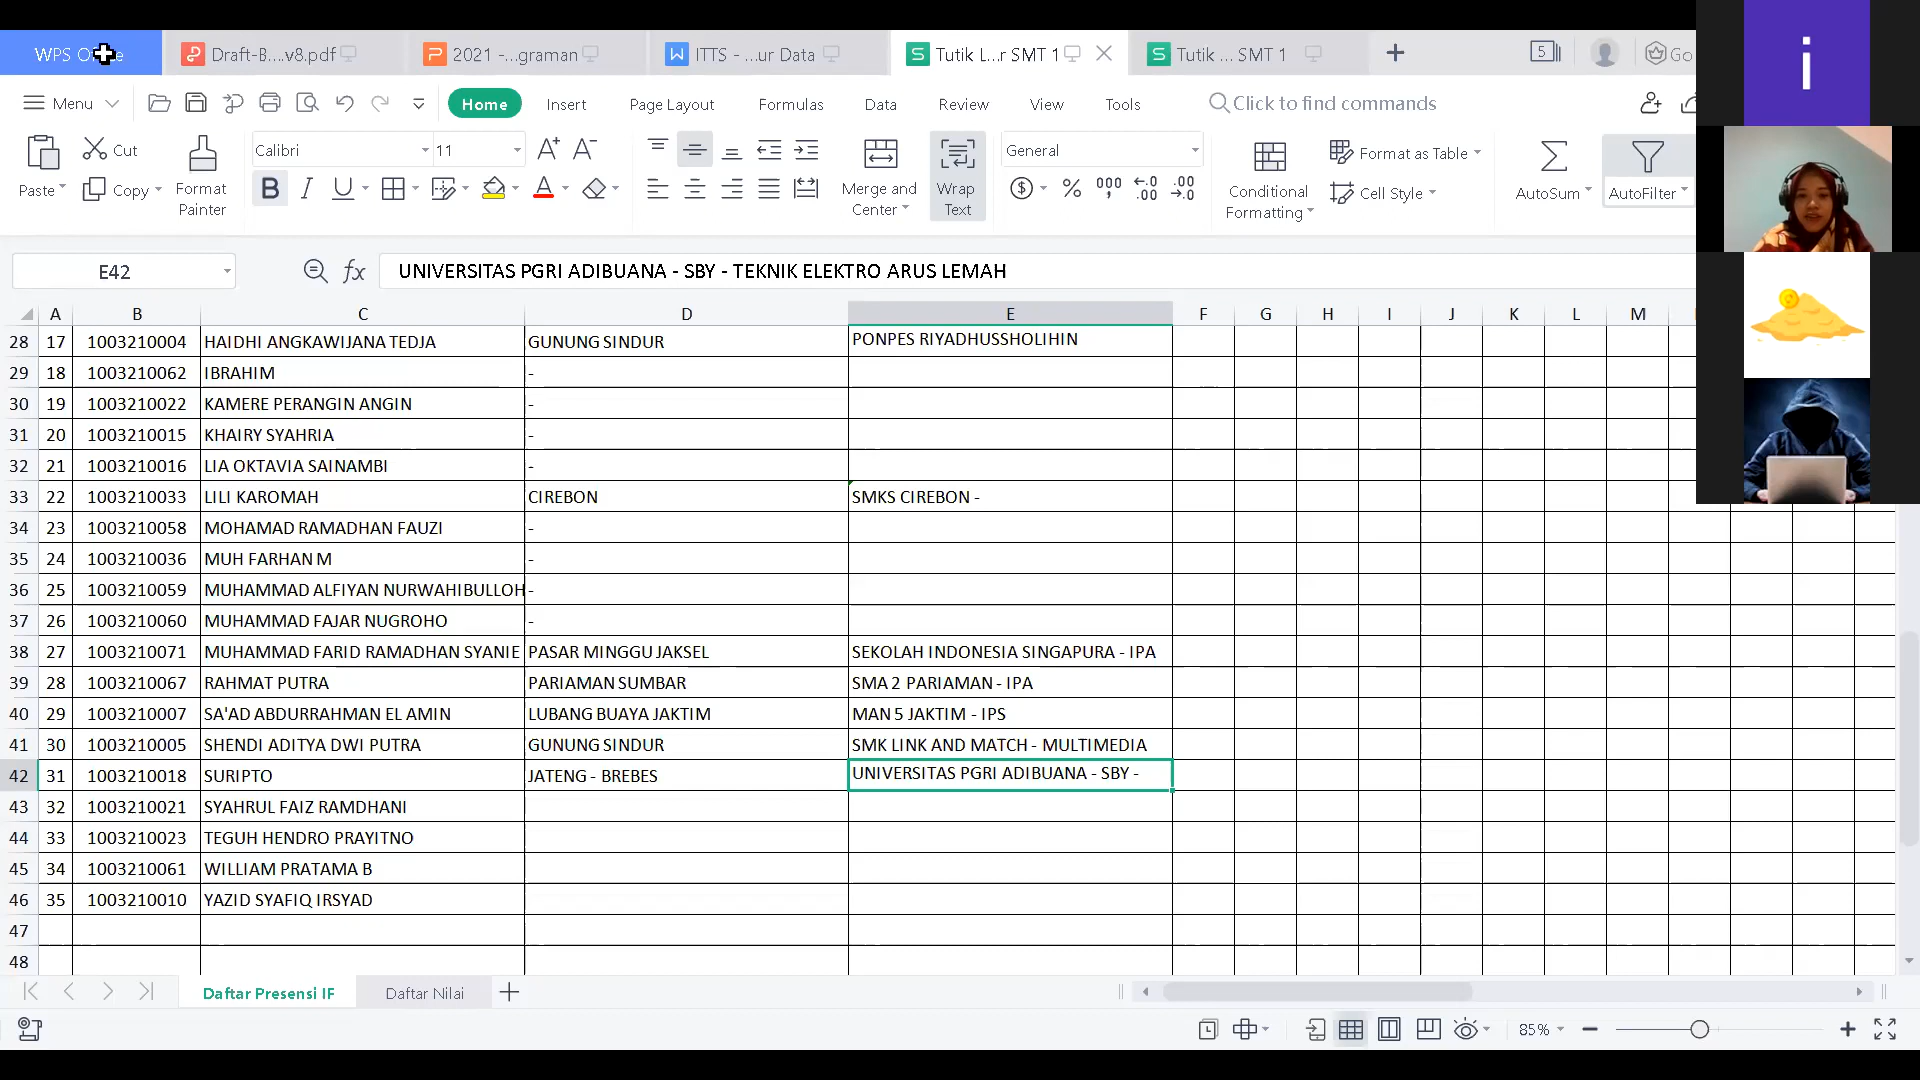 WPS Office
Draft-B....v8.pdf
2021 -...graman
ITTS - ...ur Data
Tutik L...r SMT 1
Tutik ... SMT 1
5
Go
i
Menu
Home
Insert
Page Layout
Formulas
Data
Review
View
Tools
Click to find commands
Paste
Cut
Copy
Format Painter
Calibri
11
Merge and Center
Wrap Text
General
Conditional Formatting
Format as Table
Cell Style
AutoSum
AutoFilter
E42
fx UNIVERSITAS PGRI ADIBUANA - SBY - TEKNIK ELEKTRO ARUS LEMAH
A B C D E F G H I J K L M
28 17 1003210004 HAIDHI ANGKAWIJANA TEDJA GUNUNG SINDUR PONPES RIYADHUSSHOLIHIN
29 18 1003210062 IBRAHIM -
30 19 1003210022 KAMERE PERANGIN ANGIN -
31 20 1003210015 KHAIRY SYAHRIA -
32 21 1003210016 LIA OKTAVIA SAINAMBI -
33 22 1003210033 LILI KAROMAH CIREBON SMKS CIREBON -
34 23 1003210058 MOHAMAD RAMADHAN FAUZI -
35 24 1003210036 MUH FARHAN M -
36 25 1003210059 MUHAMMAD ALFIYAN NURWAHIBULLOH -
37 26 1003210060 MUHAMMAD FAJAR NUGROHO -
38 27 1003210071 MUHAMMAD FARID RAMADHAN SYANIE PASAR MINGGU JAKSEL SEKOLAH INDONESIA SINGAPURA - IPA
39 28 1003210067 RAHMAT PUTRA PARIAMAN SUMBAR SMA 2 PARIAMAN - IPA
40 29 1003210007 SA'AD ABDURRAHMAN EL AMIN LUBANG BUAYA JAKTIM MAN 5 JAKTIM - IPS
41 30 1003210005 SHENDI ADITYA DWI PUTRA GUNUNG SINDUR SMK LINK AND MATCH - MULTIMEDIA
42 31 1003210018 SURIPTO JATENG - BREBES UNIVERSITAS PGRI ADIBUANA - SBY -
43 32 1003210021 SYAHRUL FAIZ RAMDHANI
44 33 1003210023 TEGUH HENDRO PRAYITNO
45 34 1003210061 WILLIAM PRATAMA B
46 35 1003210010 YAZID SYAFIQ IRSYAD
47
48
Daftar Presensi IF
Daftar Nilai
85%